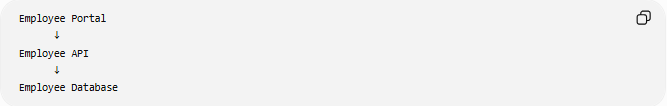 Employee Portal
↓
Employee API
↓
Employee Database